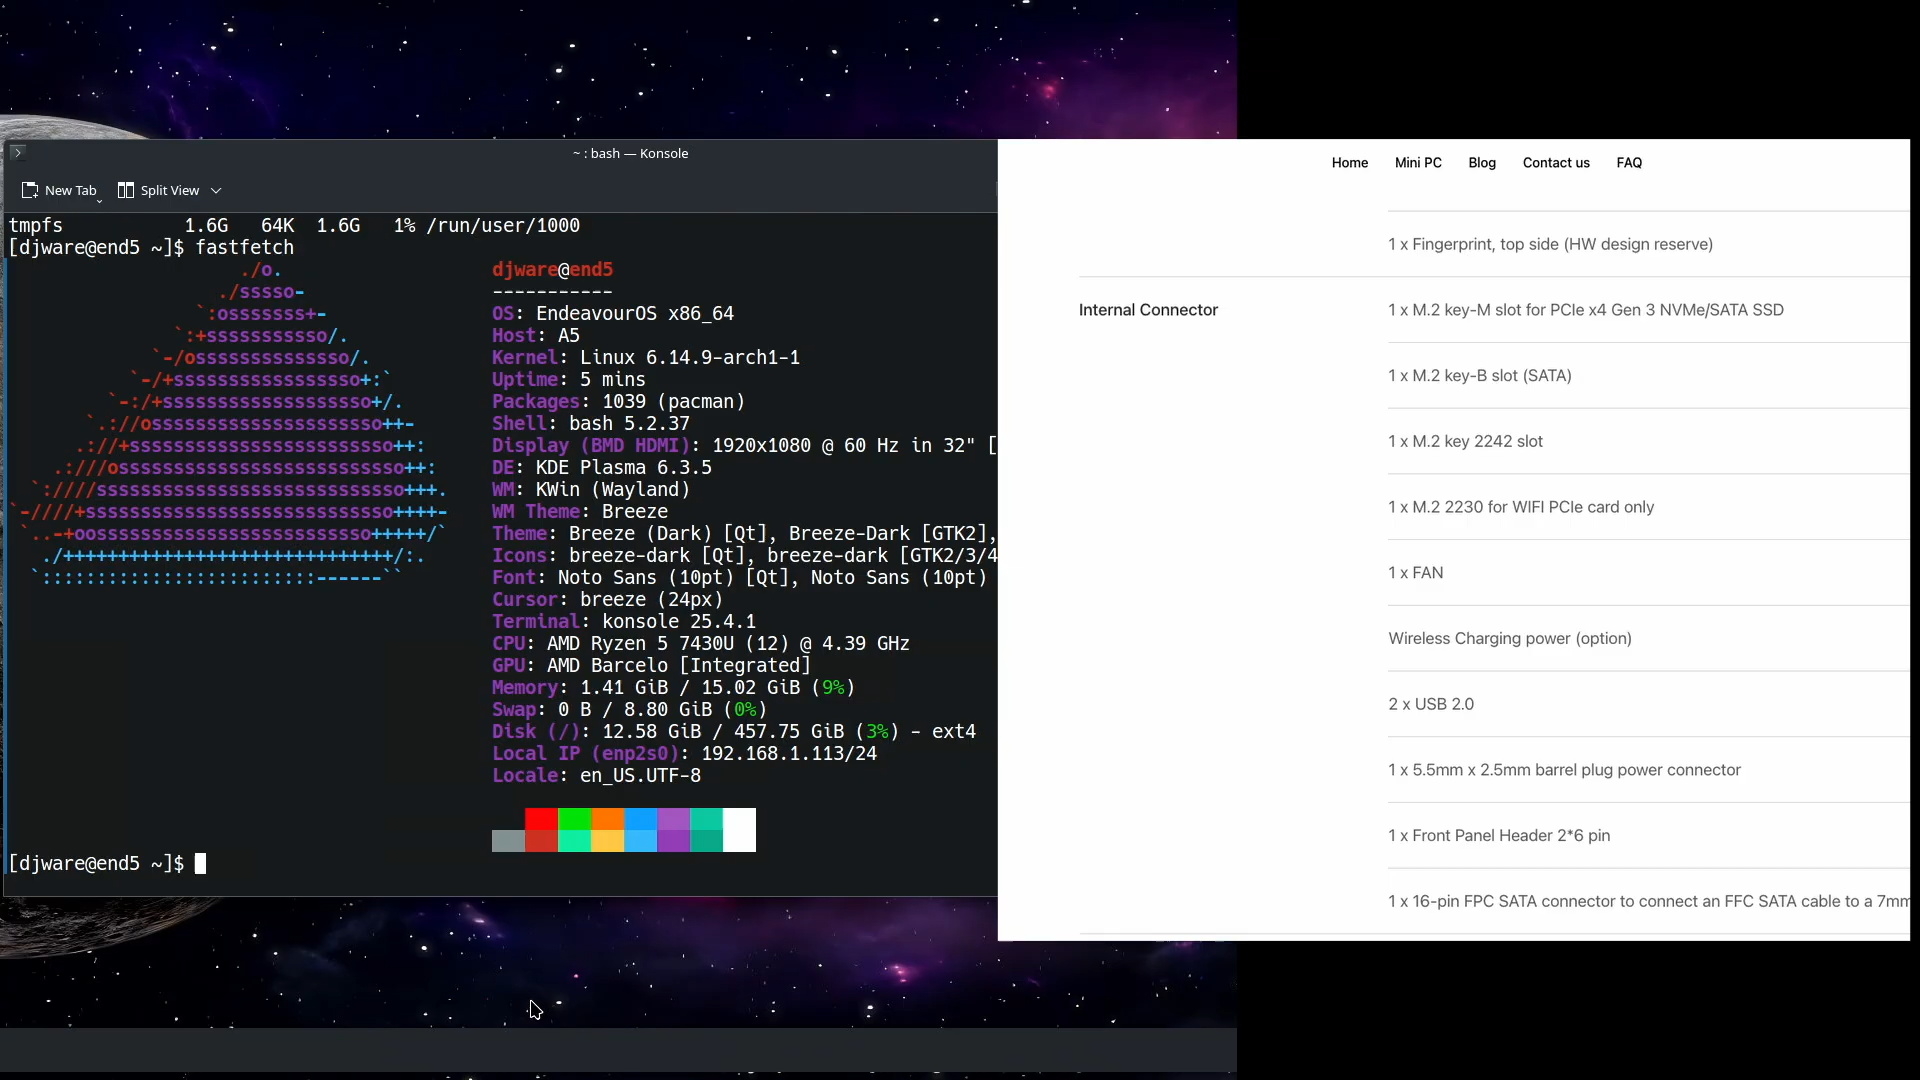 ~ : bash — Konsole
New Tab
Split View
tmpfs 1.6G 64K 1.6G 1% /run/user/1000
[djware@end5 ~]$ fastfetch
./o.
./sssso-
`:osssssss+-
`:+sssssssssso/.
`-/ossssssssssssso/.
`-/+sssssssssssssssso+:`
`-:/+sssssssssssssssssso+/.
`.://osssssssssssssssssssso++-
.://+ssssssssssssssssssssssso++:
.:///ossssssssssssssssssssssssso++:
`:////ssssssssssssssssssssssssssso+++.
`-////+ssssssssssssssssssssssssssso++++-
`..-+oosssssssssssssssssssssssso+++++/`
./++++++++++++++++++++++++++++++/:.
`:::::::::::::::::::::::::------``
djware@end5
-----------
OS: EndeavourOS x86_64
Host: A5
Kernel: Linux 6.14.9-arch1-1
Uptime: 5 mins
Packages: 1039 (pacman)
Shell: bash 5.2.37
Display (BMD HDMI): 1920x1080 @ 60 Hz in 32" [
DE: KDE Plasma 6.3.5
WM: KWin (Wayland)
WM Theme: Breeze
Theme: Breeze (Dark) [Qt], Breeze-Dark [GTK2],
Icons: breeze-dark [Qt], breeze-dark [GTK2/3/4
Font: Noto Sans (10pt) [Qt], Noto Sans (10pt)
Cursor: breeze (24px)
Terminal: konsole 25.4.1
CPU: AMD Ryzen 5 7430U (12) @ 4.39 GHz
GPU: AMD Barcelo [Integrated]
Memory: 1.41 GiB / 15.02 GiB (9%)
Swap: 0 B / 8.80 GiB (0%)
Disk (/): 12.58 GiB / 457.75 GiB (3%) - ext4
Local IP (enp2s0): 192.168.1.113/24
Locale: en_US.UTF-8
[djware@end5 ~]$
Home Mini PC Blog Contact us FAQ
1 x Fingerprint, top side (HW design reserve)
Internal Connector
1 x M.2 key-M slot for PCIe x4 Gen 3 NVMe/SATA SSD
1 x M.2 key-B slot (SATA)
1 x M.2 key 2242 slot
1 x M.2 2230 for WIFI PCIe card only
1 x FAN
Wireless Charging power (option)
2 x USB 2.0
1 x 5.5mm x 2.5mm barrel plug power connector
1 x Front Panel Header 2*6 pin
1 x 16-pin FPC SATA connector to connect an FFC SATA cable to a 7mm